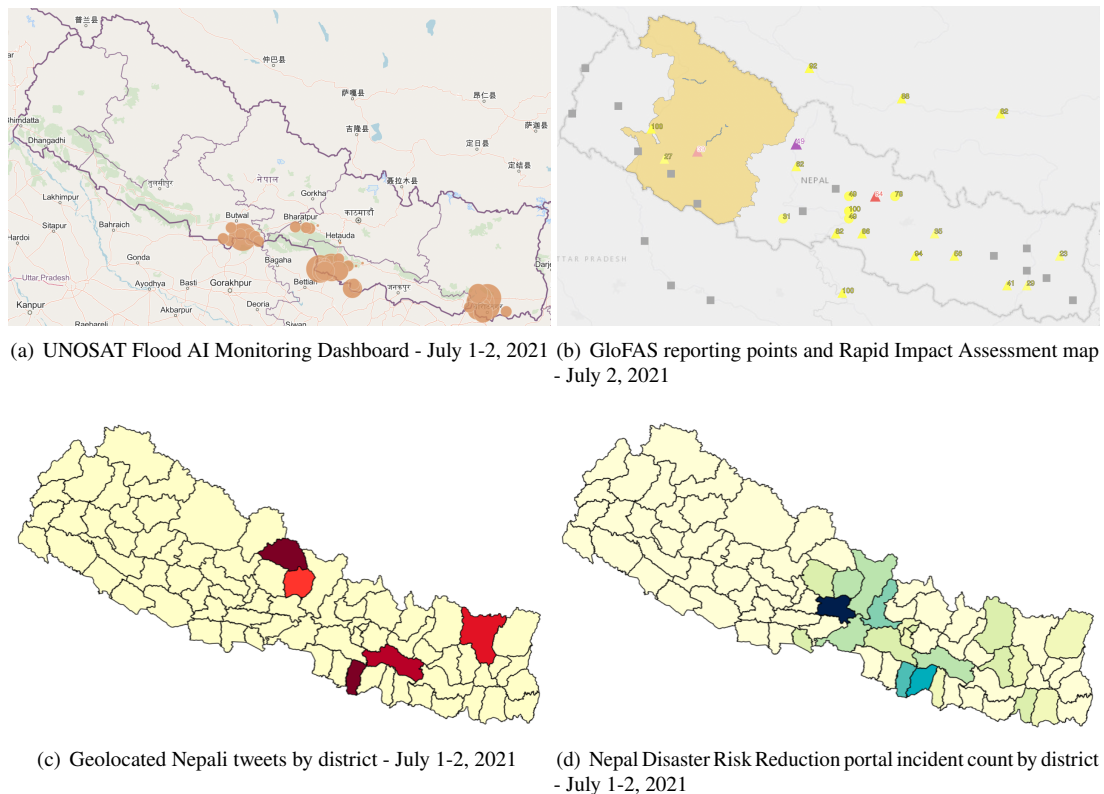 普兰县
仲巴县
萨嘎县
昂仁县
萨迦县
吉隆县
定日县
定结县
聂拉木县
Dhangadhi
नेपाल
Gorkha
Lakhimpur
Butwal
Bharatpur
काठमाडौँ
Sitapur
Bahraich
Hetauda
Hardoi
Gonda
Bagaha
Uttar Pradesh
Ayodhya
Basti
Gorakhpur
Bettiah
जनकपुर
Kanpur
Akbarpur
Deoria
Siwan
92
88
82
27
49
62
NEPAL
49
64
79
100
31
49
82
86
35
TTAR PRADESH
94
58
23
41
29
106
(a) UNOSAT Flood AI Monitoring Dashboard - July 1-2, 2021
(b) GloFAS reporting points and Rapid Impact Assessment map
- July 2, 2021
(c) Geolocated Nepali tweets by district - July 1-2, 2021
(d) Nepal Disaster Risk Reduction portal incident count by district
- July 1-2, 2021